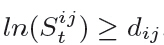 ln(S_t^{ij}) ≥ d_{ij}